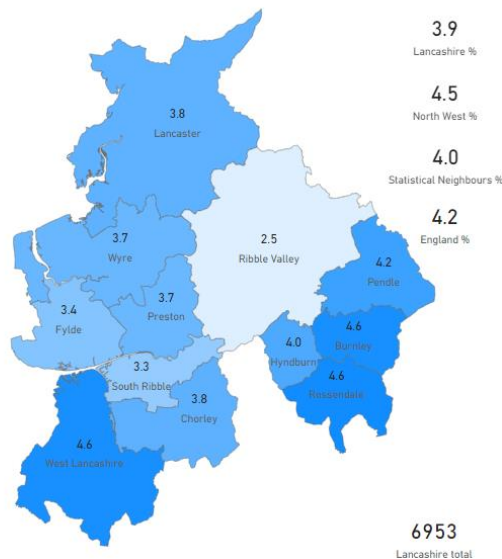 3.9
Lancashire %
4.5
North West %
4.0
Statistical Neighbours %
4.2
England %
3.8
Lancaster
3.7
Wyre
2.5
Ribble Valley
4.2
Pendle
3.4
Fylde
3.7
Preston
4.6
Burnley
4.0
Hyndburn
3.3
South Ribble
4.6
Rossendale
3.8
Chorley
4.6
West Lancashire
6953
Lancashire total